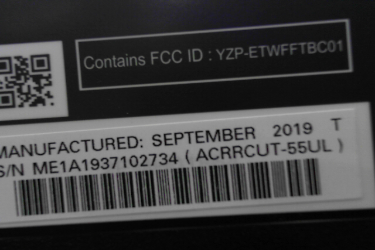 Contains FCC ID : YZP-ETWFFTBC01
MANUFACTURED: SEPTEMBER 2019 T
S/N ME1A1937102734 ( ACRRCUT-55UL )